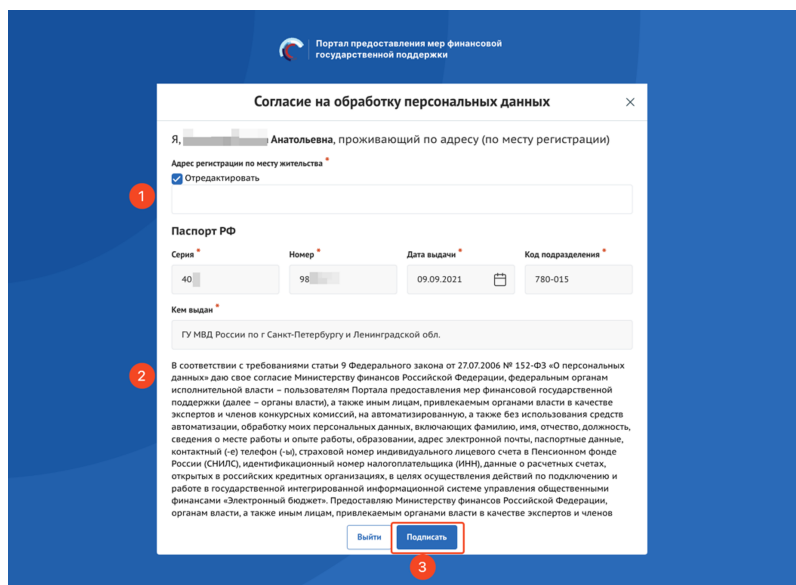 Портал предоставления мер финансовой
государственной поддержки
Согласие на обработку персональных данных
Я, Анатольевна, проживающий по адресу (по месту регистрации)
Адрес регистрации по месту жительства *
Отредактировать
1
Паспорт РФ
Серия * Номер * Дата выдачи * Код подразделения *
40 98 09.09.2021 780-015
Кем выдан *
ГУ МВД России по г Санкт-Петербургу и Ленинградской обл.
2
В соответствии с требованиями статьи 9 Федерального закона от 27.07.2006 № 152-ФЗ «О персональных
данных» даю свое согласие Министерству финансов Российской Федерации, федеральным органам
исполнительной власти – пользователям Портала предоставления мер финансовой государственной
поддержки (далее – органы власти), а также иным лицам, привлекаемым органами власти в качестве
экспертов и членов конкурсных комиссий, на автоматизированную, а также без использования средств
автоматизации, обработку моих персональных данных, включающих фамилию, имя, отчество, должность,
сведения о месте работы и опыте работы, образовании, адрес электронной почты, паспортные данные,
контактный (-е) телефон (-ы), страховой номер индивидуального лицевого счета в Пенсионном фонде
России (СНИЛС), идентификационный номер налогоплательщика (ИНН), данные о расчетных счетах,
открытых в российских кредитных организациях, в целях осуществления действий по подключению и
работе в государственной интегрированной информационной системе управления общественными
финансами «Электронный бюджет». Предоставляю Министерству финансов Российской Федерации,
органам власти, а также иным лицам, привлекаемым органами власти в качестве экспертов и членов
Выйти Подписать
3